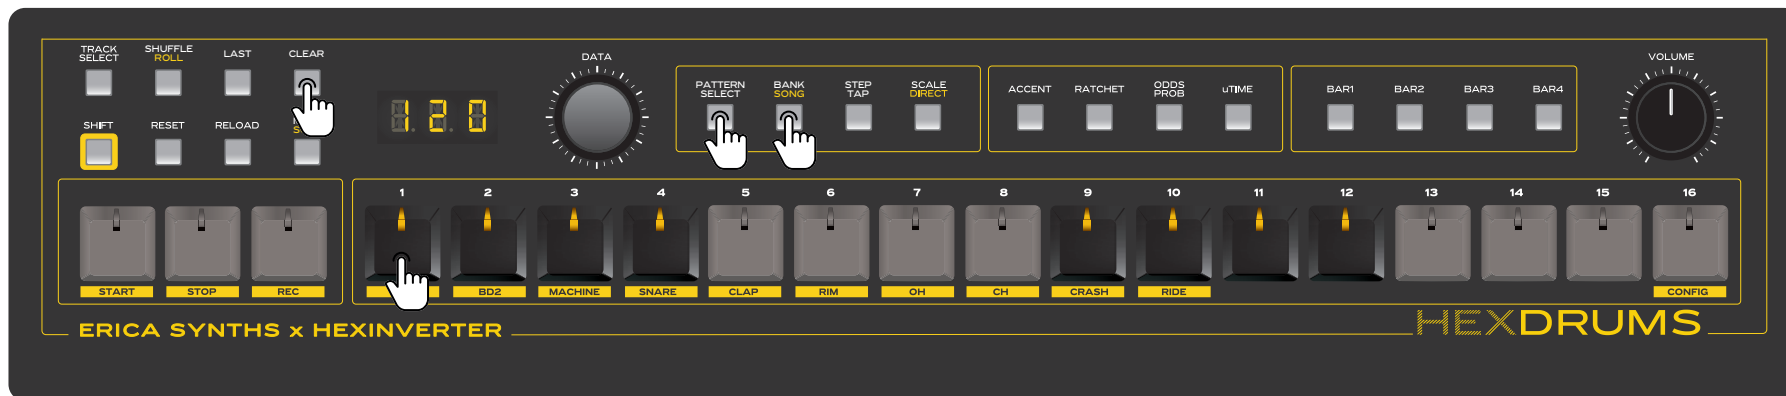 TRACK
SELECT
SHUFFLE
ROLL
LAST
CLEAR
SHIFT
RESET
RELOAD
120
DATA
PATTERN
SELECT
BANK
SONG
STEP
TAP
SCALE
DIRECT
ACCENT
RATCHET
ODDS
PROB
uTIME
BAR1
BAR2
BAR3
BAR4
VOLUME
1 2 3 4 5 6 7 8 9 10 11 12 13 14 15 16
START
STOP
REC
BD2
MACHINE
SNARE
CLAP
RIM
OH
CH
CRASH
RIDE
CONFIG
ERICA SYNTHS x HEXINVERTER
HEXDRUMS